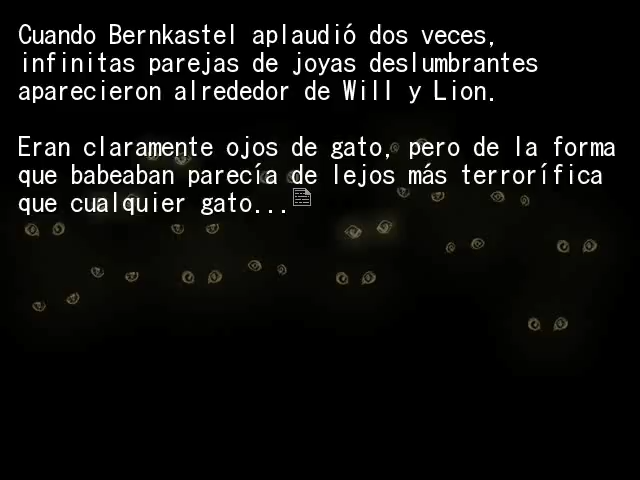 Cuando Bernkastel aplaudió dos veces,
infinitas parejas de joyas deslumbrantes
aparecieron alrededor de Will y Lion.
Eran claramente ojos de gato, pero de la forma
que babeaban parecía de lejos más terrorífica
que cualquier gato...